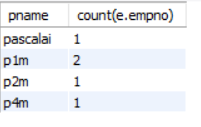 pname count(e.empno)
pascalai 1
p1m 2
p2m 1
p4m 1